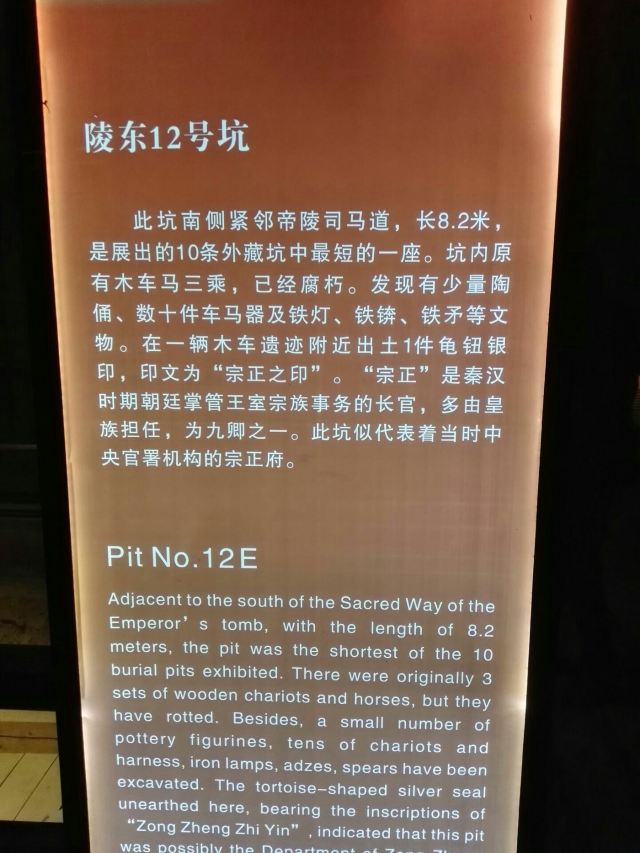 陵东12号坑
此坑南侧紧邻帝陵司马道，长8.2米，
是展出的10条外藏坑中最短的一座。坑内原
有木车马三乘，已经腐朽。发现有少量陶
俑、数十件车马器及铁灯、铁锛、铁矛等文
物。在一辆木车遗迹附近出土1件龟钮银
印，印文为“宗正之印”。“宗正”是秦汉
时期朝廷掌管王室宗族事务的长官，多由皇
族担任，为九卿之一。此坑似代表着当时中
央官署机构的宗正府。
Pit No.12E
Adjacent to the south of the Sacred Way of the
Emperor’s tomb, with the length of 8.2
meters, the pit was the shortest of the 10
burial pits exhibited. There were originally 3
sets of wooden chariots and horses, but they
have rotted. Besides, a small number of
pottery figurines, tens of chariots and
harness, iron lamps, adzes, spears have been
excavated. The tortoise-shaped silver seal
unearthed here, bearing the inscriptions of
“Zong Zheng Zhi Yin”, indicated that this pit
was possibly the Department of Zong Zheng